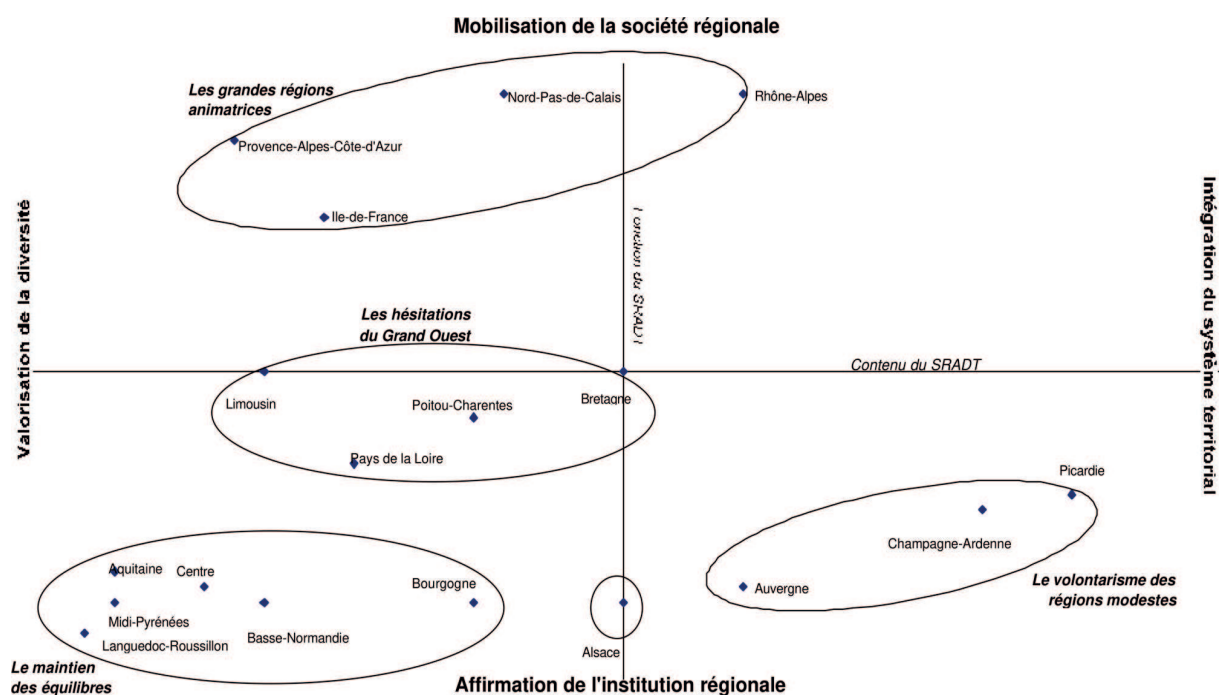 Mobilisation de la société régionale
Les grandes régions
animatrices
Nord-Pas-de-Calais
Rhône-Alpes
Provence-Alpes-Côte-d'Azur
Ile-de-France
Valorisation de la diversité
Intégration du système territorial
Les hésitations
du Grand Ouest
Contenu du SRADT
Limousin
Poitou-Charentes
Bretagne
Pays de la Loire
Picardie
Champagne-Ardenne
Aquitaine
Centre
Bourgogne
Auvergne
Le volontarisme des
régions modestes
Midi-Pyrénées
Basse-Normandie
Languedoc-Roussillon
Alsace
Le maintien
des équilibres
Affirmation de l'institution régionale